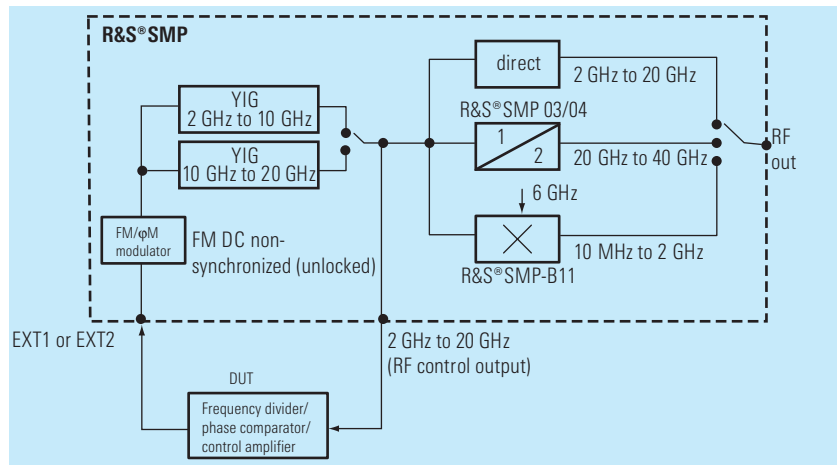 R&S®SMP
direct
2 GHz to 20 GHz
YIG
2 GHz to 10 GHz
R&S®SMP 03/04
1
2
20 GHz to 40 GHz
RF
out
YIG
10 GHz to 20 GHz
6 GHz
FM/φM
modulator
FM DC non-
synchronized (unlocked)
10 MHz to 2 GHz
R&S®SMP-B11
EXT1 or EXT2
2 GHz to 20 GHz
(RF control output)
DUT
Frequency divider/
phase comparator/
control amplifier